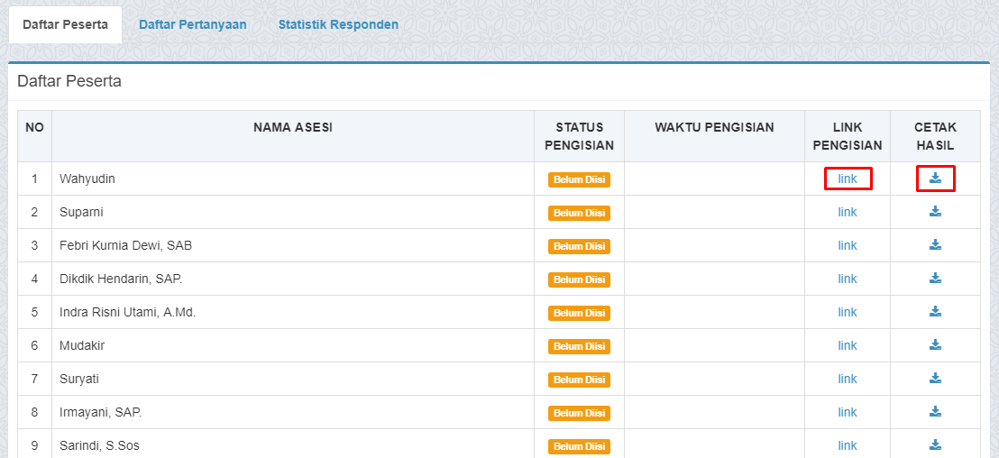 Daftar Peserta Daftar Pertanyaan Statistik Responden
Daftar Peserta
NO NAMA ASESI STATUS PENGISIAN WAKTU PENGISIAN LINK PENGISIAN CETAK HASIL
1 Wahyudin Belum Diisi link
2 Suparni Belum Diisi link
3 Febri Kurnia Dewi, SAB Belum Diisi link
4 Dikdik Hendarin, SAP. Belum Diisi link
5 Indra Risni Utami, A.Md. Belum Diisi link
6 Mudakir Belum Diisi link
7 Suryati Belum Diisi link
8 Irmayani, SAP. Belum Diisi link
9 Sarindi, S.Sos Belum Diisi link